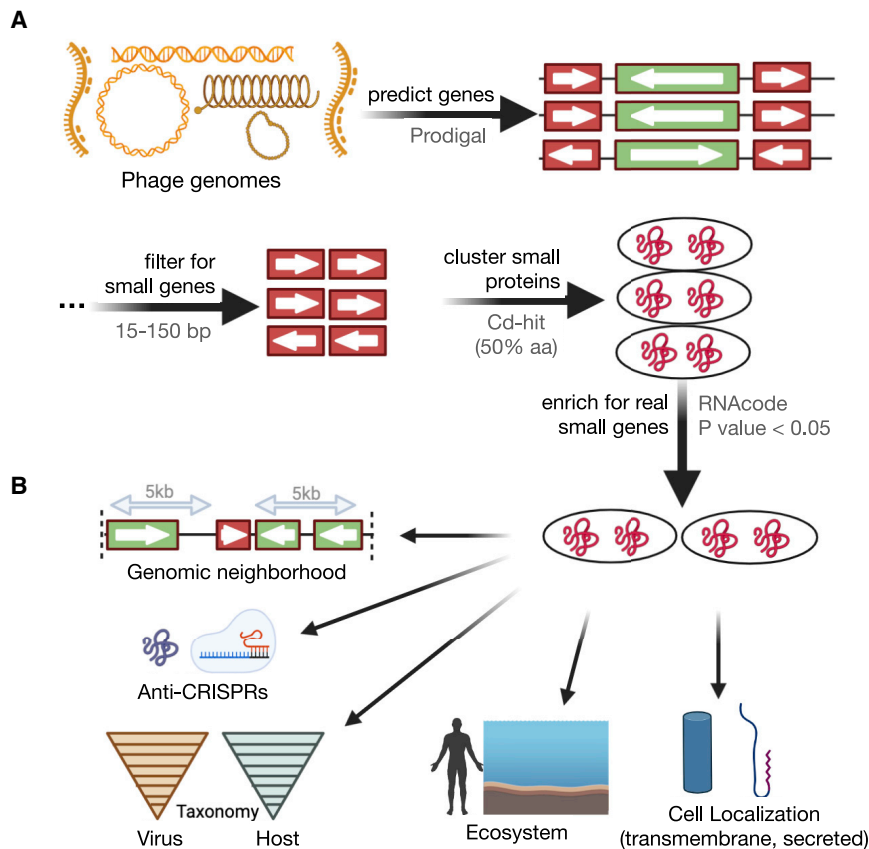 A
predict genes
Prodigal
Phage genomes
...
filter for
small genes
15-150 bp
cluster small
proteins
Cd-hit
(50% aa)
enrich for real
small genes
RNAcode
P value < 0.05
B
5kb
5kb
Genomic neighborhood
Anti-CRISPRs
Taxonomy
Virus
Host
Ecosystem
Cell Localization
(transmembrane, secreted)